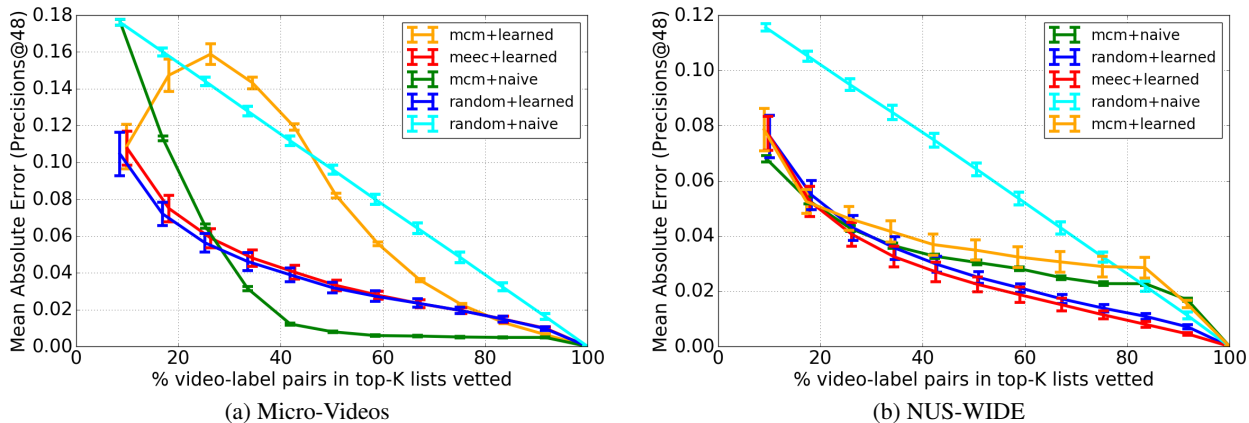 Mean Absolute Error (Precisions@48)
0.18
0.16
0.14
0.12
0.10
0.08
0.06
0.04
0.02
0.00
mcm+learned
meec+learned
mcm+naive
random+learned
random+naive
0 20 40 60 80 100
% video-label pairs in top-K lists vetted
(a) Micro-Videos
Mean Absolute Error (Precisions@48)
0.12
0.10
0.08
0.06
0.04
0.02
0.00
mcm+naive
random+learned
meec+learned
random+naive
mcm+learned
0 20 40 60 80 100
% video-label pairs in top-K lists vetted
(b) NUS-WIDE